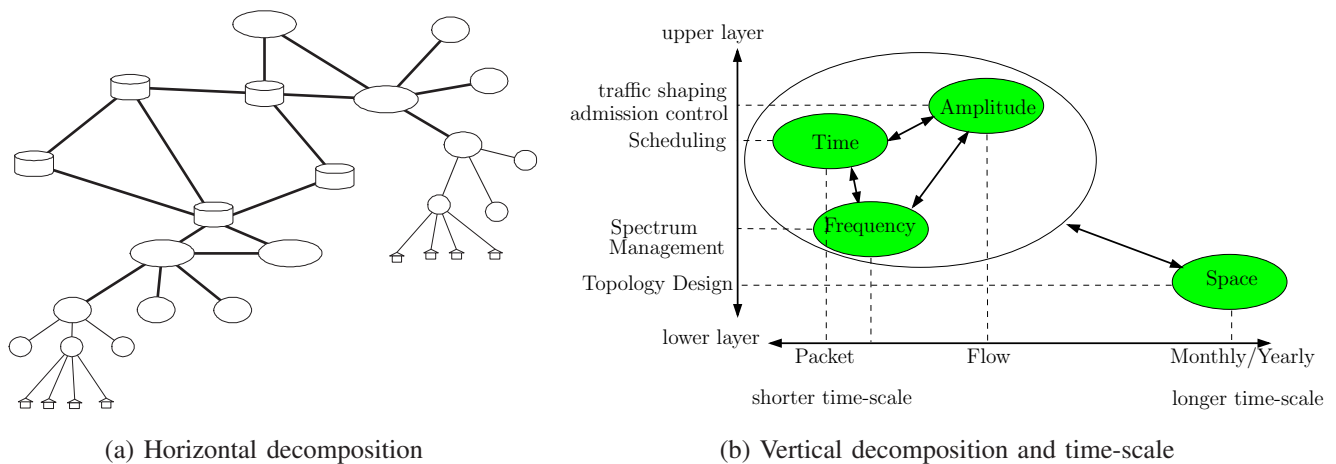 upper layer
traffic shaping
admission control
Amplitude
Scheduling
Time
Spectrum
Management
Frequency
Topology Design
Space
lower layer
Packet
Flow
Monthly/Yearly
shorter time-scale
longer time-scale
(a) Horizontal decomposition
(b) Vertical decomposition and time-scale